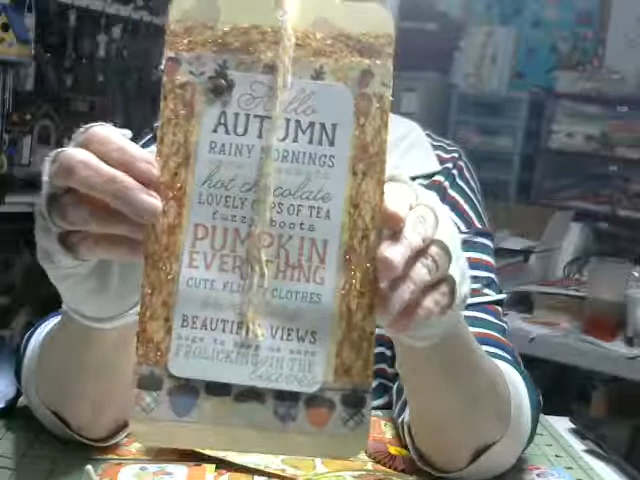 Hello
AUTUMN
RAINY MORNINGS
hot chocolate
LOVELY CUPS OF TEA
fuzzy boots
PUMPKIN
EVERYTHING
CUTE, FLUFFY CLOTHES
BEAUTIFUL VIEWS
FROLICKING IN THE
leaves